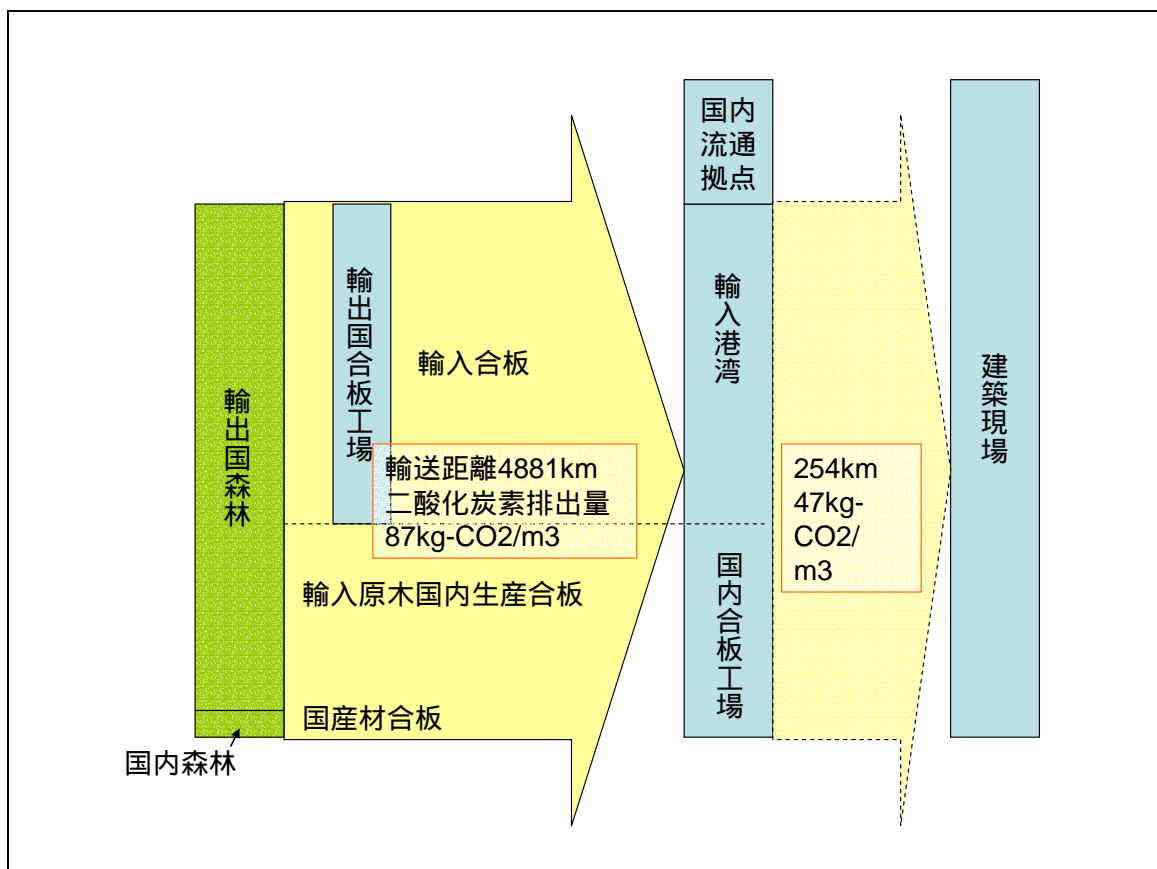 国内
流通
拠点
輸出国森林
輸出国合板工場
輸入合板
輸入港湾
建築現場
輸送距離4881km
二酸化炭素排出量
87kg-CO2/m3
254km
47kg-
CO2/
m3
輸入原木国内生産合板
国内合板工場
国産材合板
国内森林